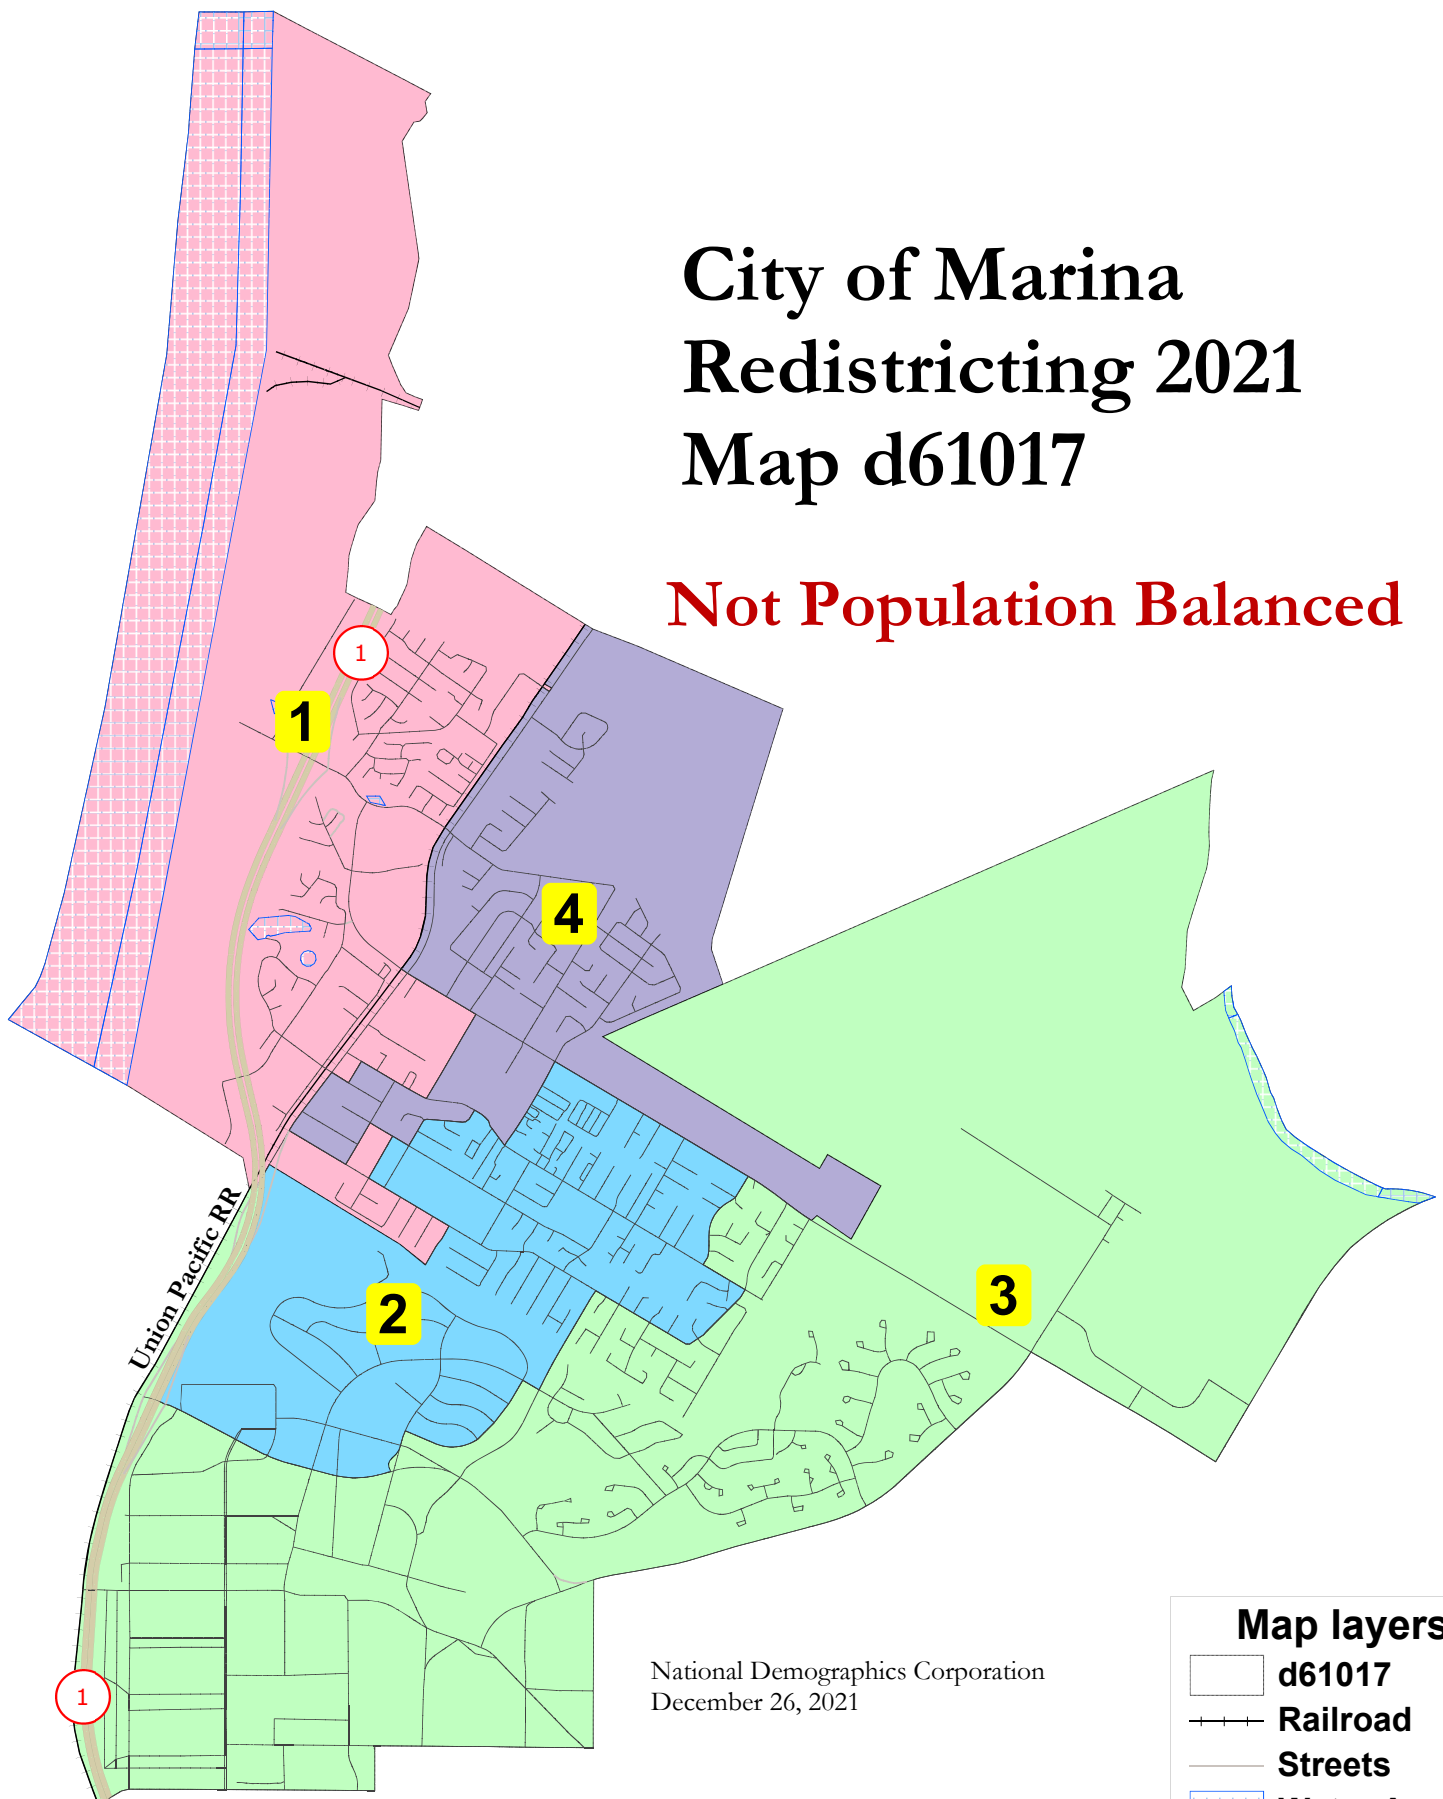 City of Marina
Redistricting 2021
Map d61017
Not Population Balanced
1
1
4
3
2
Union Pacific RR
1
National Demographics Corporation
December 26, 2021
Map layers
d61017
Railroad
Streets